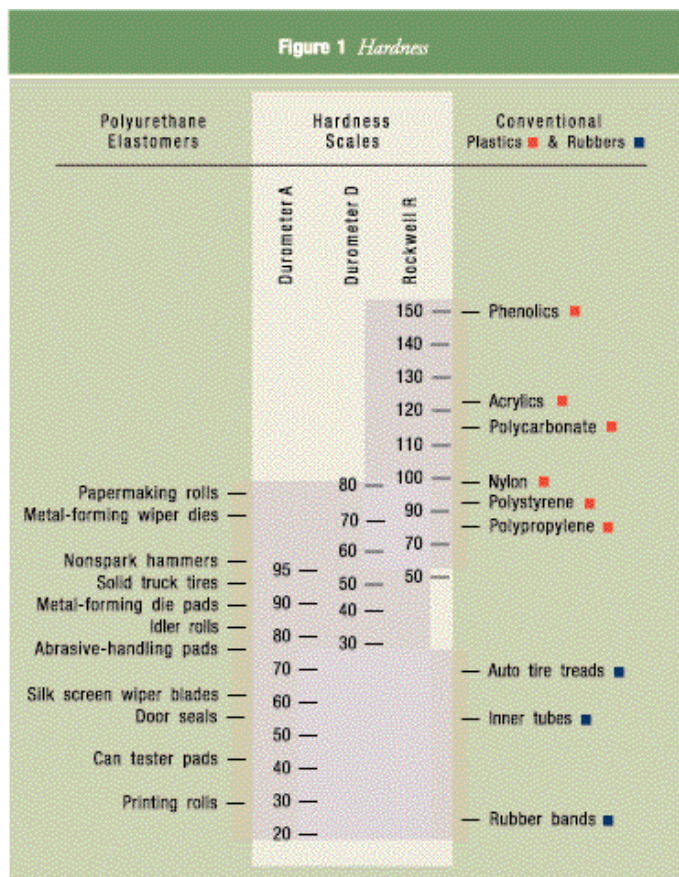 Figure 1 Hardness
Polyurethane
Elastomers
Hardness
Scales
Conventional
Plastics & Rubbers
Durometer A
Durometer D
Rockwell R
150
140
130
120
110
100
90
70
50
80
70
60
50
40
30
95
90
80
70
60
50
40
30
20
Papermaking rolls
Metal-forming wiper dies
Nonspark hammers
Solid truck tires
Metal-forming die pads
Idler rolls
Abrasive-handling pads
Silk screen wiper blades
Door seals
Can tester pads
Printing rolls
Phenolics
Acrylics
Polycarbonate
Nylon
Polystyrene
Polypropylene
Auto tire treads
Inner tubes
Rubber bands